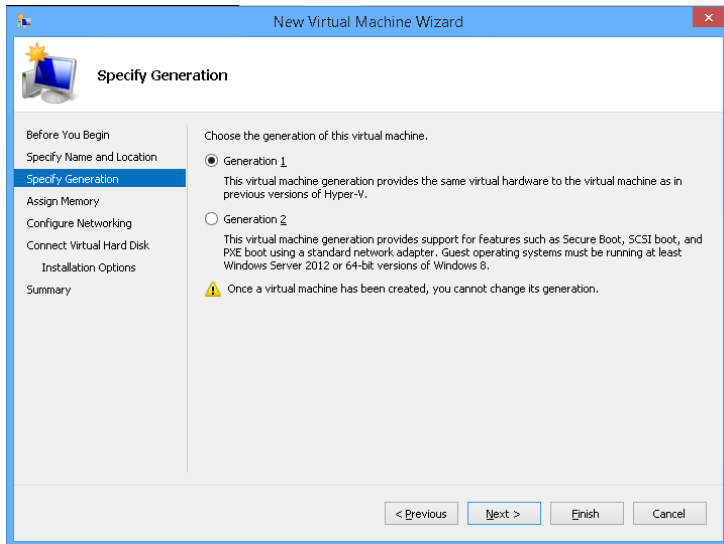 New Virtual Machine Wizard
Specify Generation
Before You Begin
Specify Name and Location
Specify Generation
Assign Memory
Configure Networking
Connect Virtual Hard Disk
Installation Options
Summary
Choose the generation of this virtual machine.
Generation 1
This virtual machine generation provides the same virtual hardware to the virtual machine as in
previous versions of Hyper-V.
Generation 2
This virtual machine generation provides support for features such as Secure Boot, SCSI boot, and
PXE boot using a standard network adapter. Guest operating systems must be running at least
Windows Server 2012 or 64-bit versions of Windows 8.
Once a virtual machine has been created, you cannot change its generation.
< Previous
Next >
Finish
Cancel